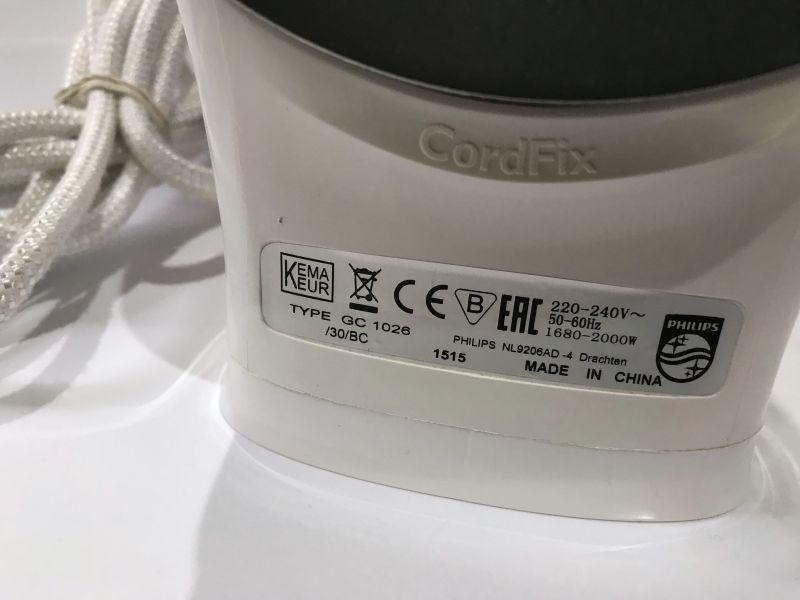 CordFix
KEMA
KEUR
CE
B
EAC
220-240V~
50-60Hz
1680-2000W
PHILIPS
TYPE GC 1026
/30/BC
PHILIPS NL9206AD -4 Drachten
1515
MADE IN CHINA